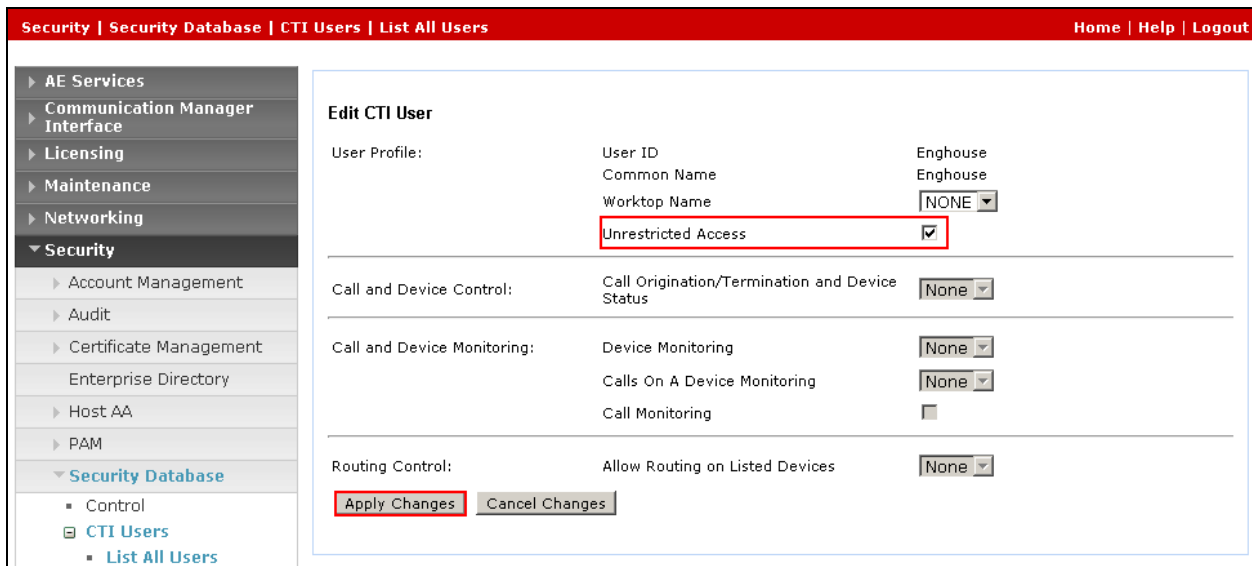 Security | Security Database | CTI Users | List All Users
Home | Help | Logout
AE Services
Communication Manager
Interface
Licensing
Maintenance
Networking
Security
Account Management
Audit
Certificate Management
Enterprise Directory
Host AA
PAM
Security Database
Control
CTI Users
List All Users
Edit CTI User
User Profile:
User ID
Enghouse
Common Name
Enghouse
Worktop Name
NONE
Unrestricted Access
Call and Device Control:
Call Origination/Termination and Device
Status
None
Call and Device Monitoring:
Device Monitoring
None
Calls On A Device Monitoring
None
Call Monitoring
Routing Control:
Allow Routing on Listed Devices
None
Apply Changes
Cancel Changes